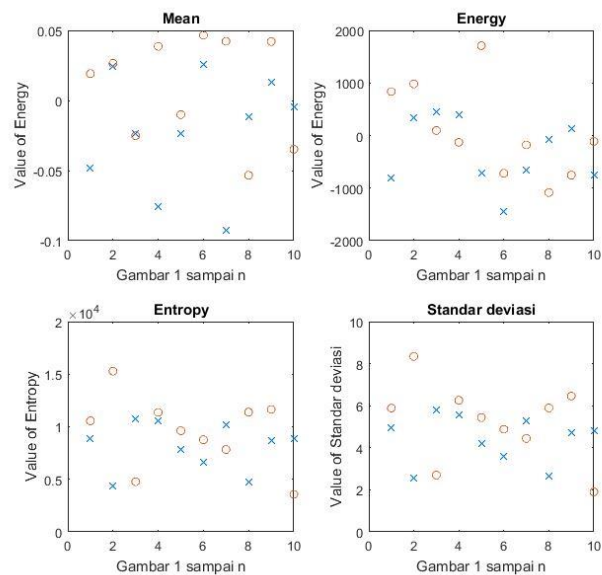 Mean
Value of Energy
0.05
0
-0.05
-0.1
0 2 4 6 8 10
Gambar 1 sampai n
Energy
Value of Energy
2000
1000
0
-1000
-2000
0 2 4 6 8 10
Gambar 1 sampai n
Entropy
×10⁴
Value of Entropy
2
1.5
1
0.5
0
0 2 4 6 8 10
Gambar 1 sampai n
Standar deviasi
Value of Standar deviasi
10
8
6
4
2
0
0 2 4 6 8 10
Gambar 1 sampai n